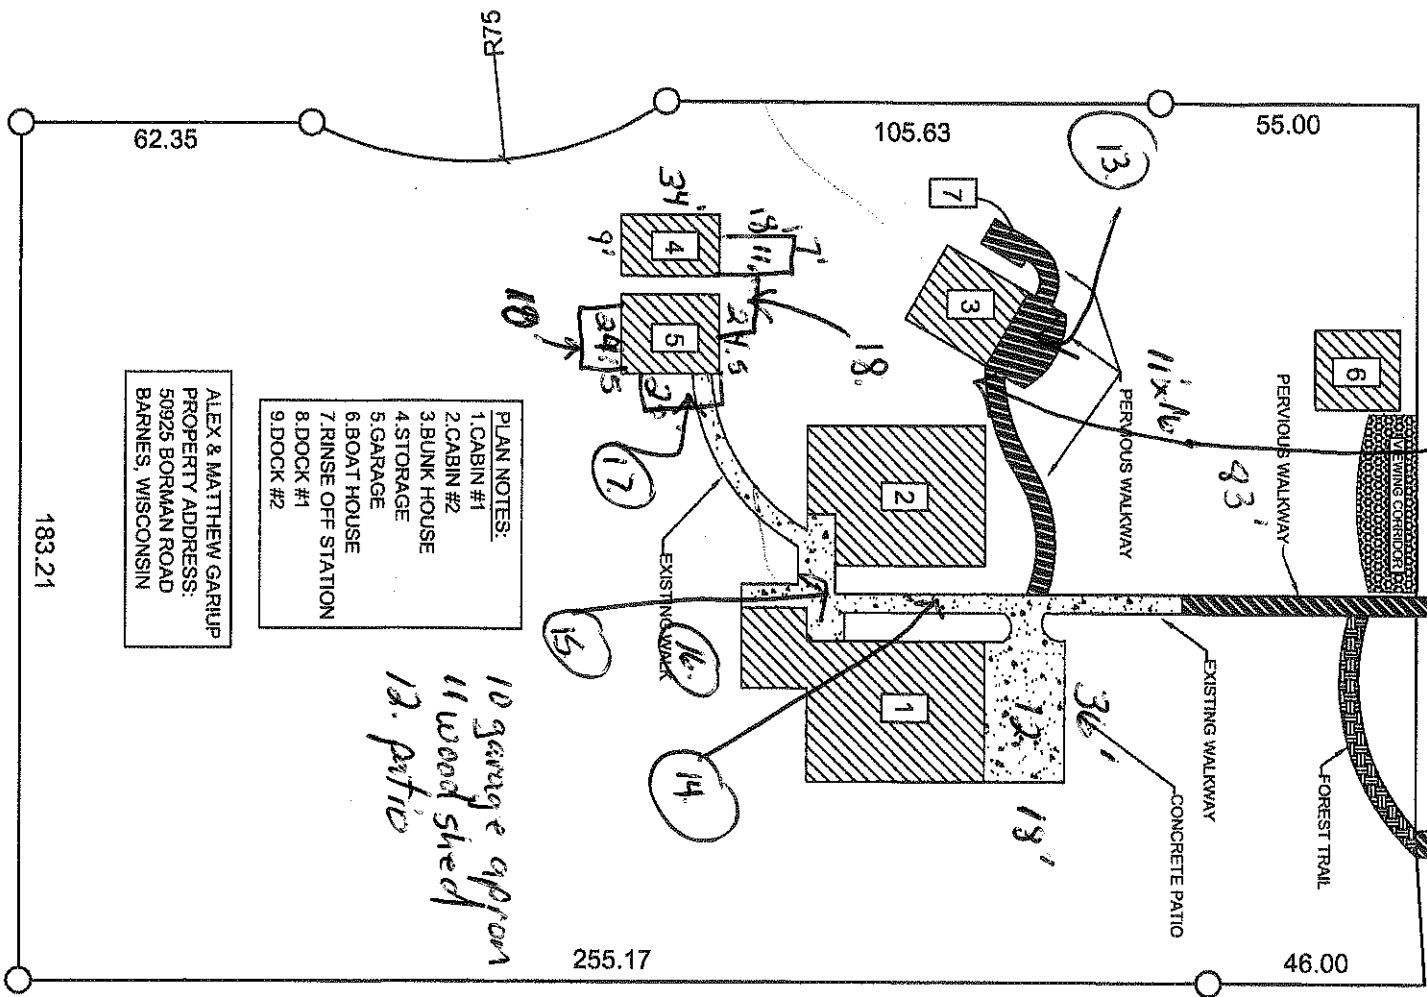 R75
62.35
105.63
55.00
13.
34'
18'
7'
4
11.
9'
7
3
6
11'x16
PERVIOUS WALKWAY
PERVIOUS WALKWAY
83'
VIEWING CORRIDOR
10
24.5
5
24.5
18.
17.
2
EXISTING WALK
15.
16.
14
1
12
36'
18'
EXISTING WALKWAY
CONCRETE PATIO
FOREST TRAIL
PLAN NOTES:
1.CABIN #1
2.CABIN #2
3.BUNK HOUSE
4.STORAGE
5.GARAGE
6.BOAT HOUSE
7.RINSE OFF STATION
8.DOCK #1
9.DOCK #2
10 garage apron
11 wood shed
12. patio
ALEX & MATTHEW GARIUP
PROPERTY ADDRESS:
50925 BORMAN ROAD
BARNES, WISCONSIN
183.21
255.17
46.00